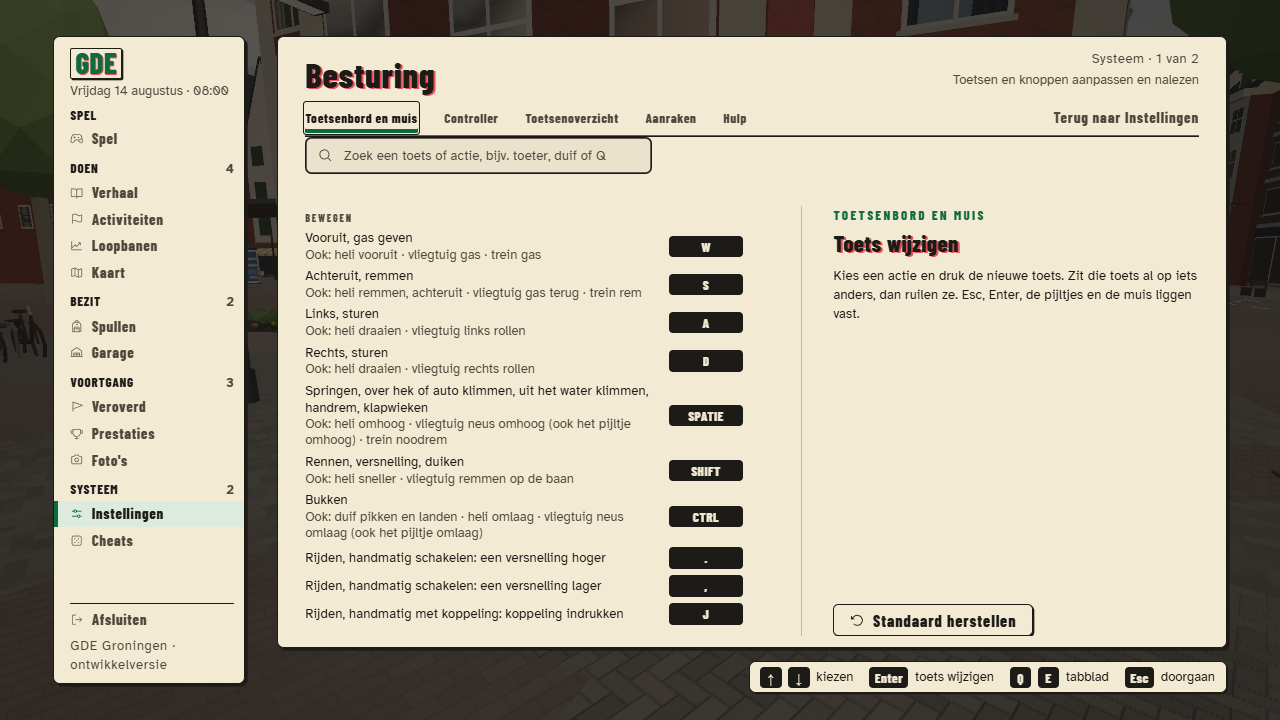 GDE
Vrijdag 14 augustus · 08:00
SPEL
Spel
DOEN 4
Verhaal
Activiteiten
Loopbanen
Kaart
BEZIT 2
Spullen
Garage
VOORTGANG 3
Veroverd
Prestaties
Foto's
SYSTEEM 2
Instellingen
Cheats
Afsluiten
GDE Groningen ·
ontwikkelversie
Besturing
Systeem · 1 van 2
Toetsen en knoppen aanpassen en nalezen
Toetsenbord en muis Controller Toetsenoverzicht Aanraken Hulp Terug naar Instellingen
Zoek een toets of actie, bijv. toeter, duif of Q
BEWEGEN
Vooruit, gas geven
Ook: heli vooruit · vliegtuig gas · trein gas
W
Achteruit, remmen
Ook: heli remmen, achteruit · vliegtuig gas terug · trein rem
S
Links, sturen
Ook: heli draaien · vliegtuig links rollen
A
Rechts, sturen
Ook: heli draaien · vliegtuig rechts rollen
D
Springen, over hek of auto klimmen, uit het water klimmen,
handrem, klapwieken
Ook: heli omhoog · vliegtuig neus omhoog (ook het pijltje
omhoog) · trein noodrem
SPATIE
Rennen, versnelling, duiken
Ook: heli sneller · vliegtuig remmen op de baan
SHIFT
Bukken
Ook: duif pikken en landen · heli omlaag · vliegtuig neus
omlaag (ook het pijltje omlaag)
CTRL
Rijden, handmatig schakelen: een versnelling hoger .
Rijden, handmatig schakelen: een versnelling lager ,
Rijden, handmatig met koppeling: koppeling indrukken J
TOETSENBORD EN MUIS
Toets wijzigen
Kies een actie en druk de nieuwe toets. Zit die toets al op iets
anders, dan ruilen ze. Esc, Enter, de pijltjes en de muis liggen
vast.
Standaard herstellen
↑ ↓ kiezen Enter toets wijzigen Q E tabblad Esc doorgaan